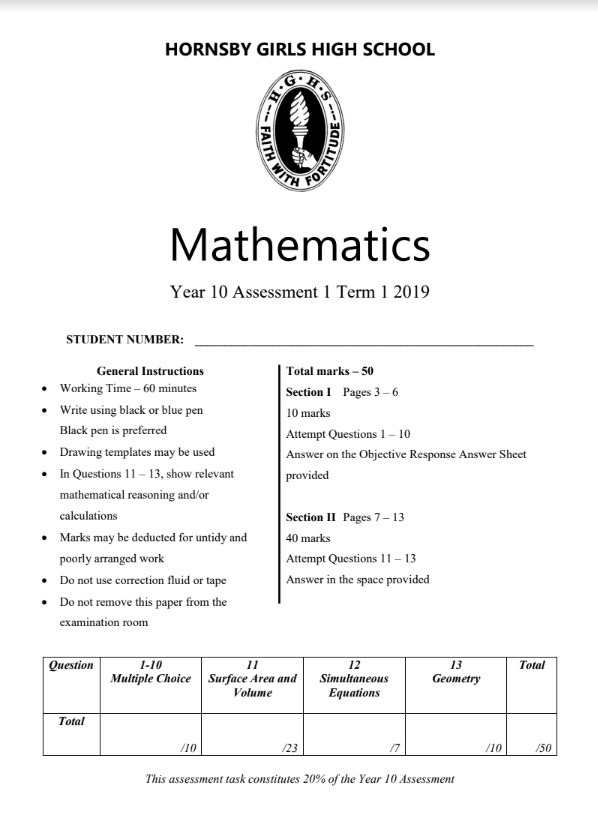 HORNSBY GIRLS HIGH SCHOOL
H·G·H·S
FAITH WITH FORTITUDE
Mathematics
Year 10 Assessment 1 Term 1 2019
STUDENT NUMBER:
General Instructions
• Working Time – 60 minutes
• Write using black or blue pen
Black pen is preferred
• Drawing templates may be used
• In Questions 11 – 13, show relevant
mathematical reasoning and/or
calculations
• Marks may be deducted for untidy and
poorly arranged work
• Do not use correction fluid or tape
• Do not remove this paper from the
examination room
Total marks – 50
Section I Pages 3 – 6
10 marks
Attempt Questions 1 – 10
Answer on the Objective Response Answer Sheet
provided
Section II Pages 7 – 13
40 marks
Attempt Questions 11 – 13
Answer in the space provided
Question 1-10 11 12 13 Total
Multiple Choice Surface Area and Simultaneous Geometry
Volume Equations
Total
/10 /23 /7 /10 /50
This assessment task constitutes 20% of the Year 10 Assessment